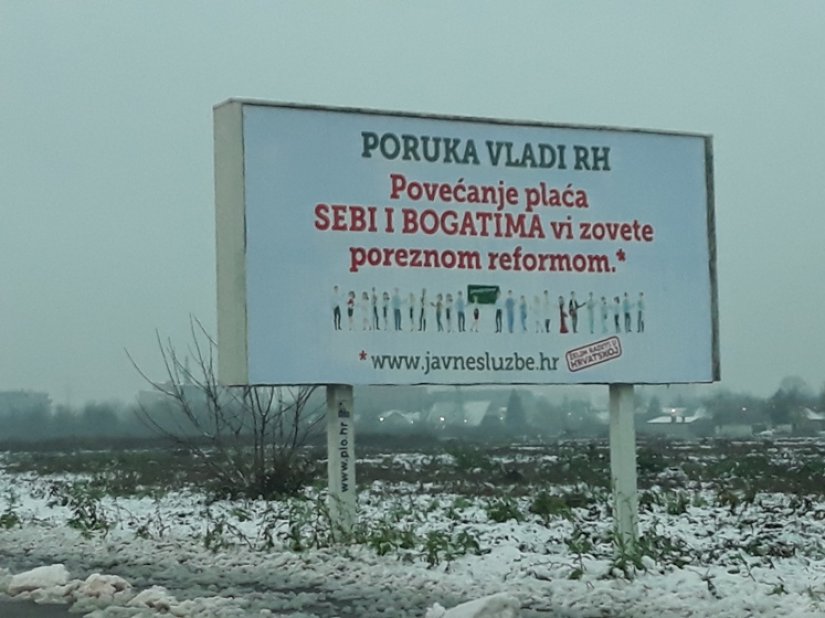 PORUKA VLADI RH
Povećanje plaća
SEBI I BOGATIMA vi zovete
poreznom reformom.*
* www.javnesluzbe.hr
ŽELIM RADITI U
HRVATSKOJ
www.pio.hr